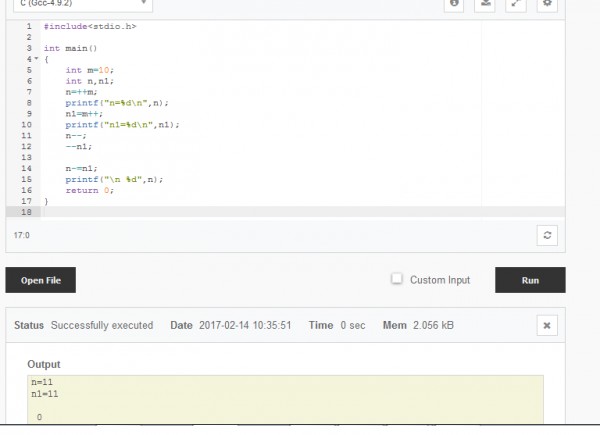 C (Gcc-4.9.2)
1 #include<stdio.h>
2
3 int main()
4 {
5 int m=10;
6 int n,n1;
7 n=++m;
8 printf("n=%d\n",n);
9 n1=m++;
10 printf("n1=%d\n",n1);
11 n--;
12 --n1;
13
14 n-=n1;
15 printf("\n %d",n);
16 return 0;
17 }
18
17:0
Open File Custom Input Run
Status Successfully executed Date 2017-02-14 10:35:51 Time 0 sec Mem 2.056 kB
Output
n=11
n1=11
0